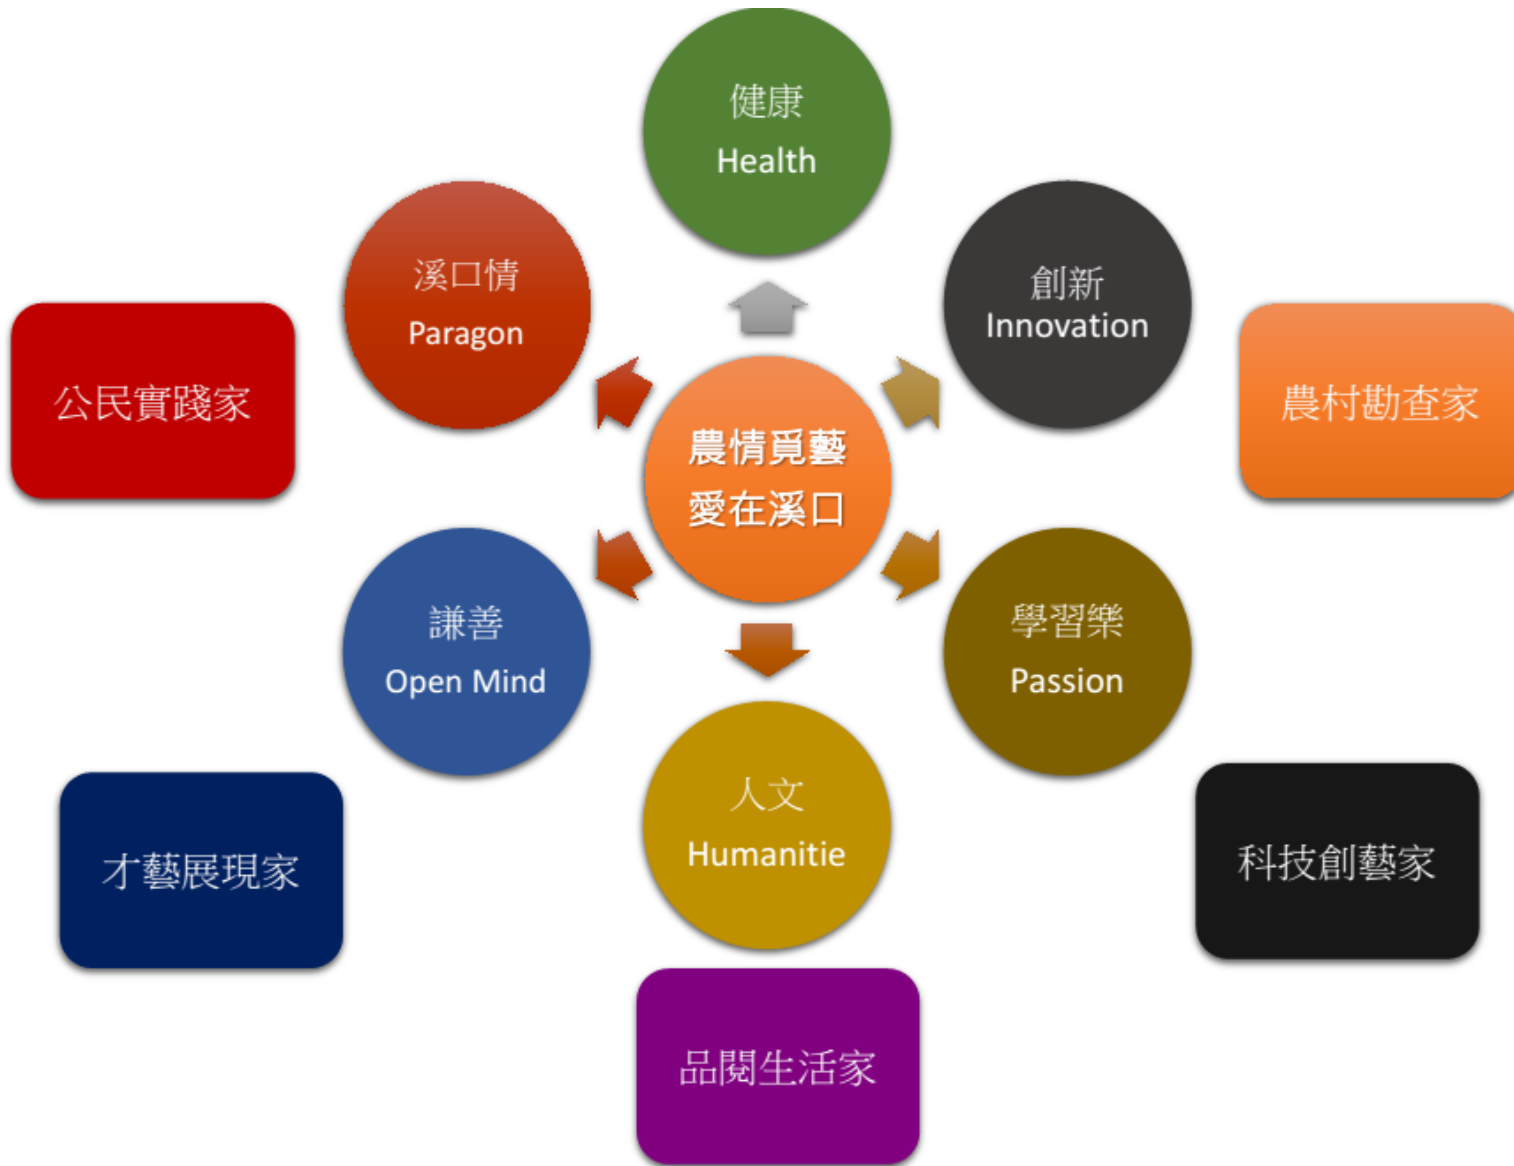 健康
Health
溪口情
Paragon
創新
Innovation
公民實踐家
農情覓藝
愛在溪口
農村勘查家
謙善
Open Mind
學習樂
Passion
人文
Humanitie
才藝展現家
科技創藝家
品閱生活家